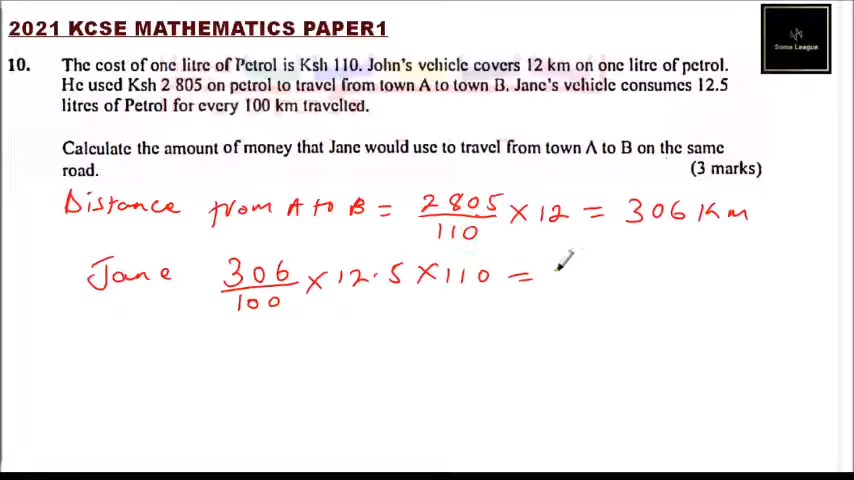 2021 KCSE MATHEMATICS PAPER1
Some League
10. The cost of one litre of Petrol is Ksh 110. John's vehicle covers 12 km on one litre of petrol.
He used Ksh 2 805 on petrol to travel from town A to town B. Jane's vehicle consumes 12.5
litres of Petrol for every 100 km travelled.
Calculate the amount of money that Jane would use to travel from town A to B on the same
road. (3 marks)
Distance from A to B = 2805/110 × 12 = 306 Km
Jane 306/100 × 12.5 × 110 =